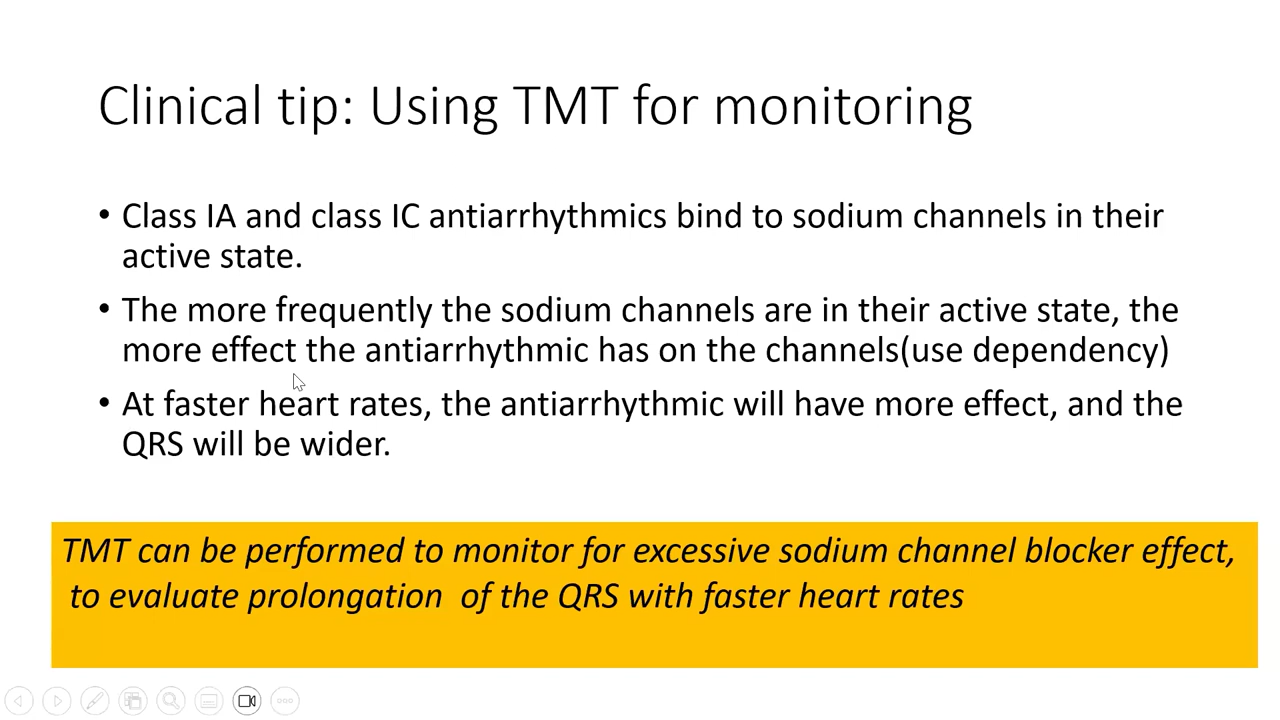 Clinical tip: Using TMT for monitoring
• Class IA and class IC antiarrhythmics bind to sodium channels in their
active state.
• The more frequently the sodium channels are in their active state, the
more effect the antiarrhythmic has on the channels(use dependency)
• At faster heart rates, the antiarrhythmic will have more effect, and the
QRS will be wider.
TMT can be performed to monitor for excessive sodium channel blocker effect,
to evaluate prolongation  of the QRS with faster heart rates